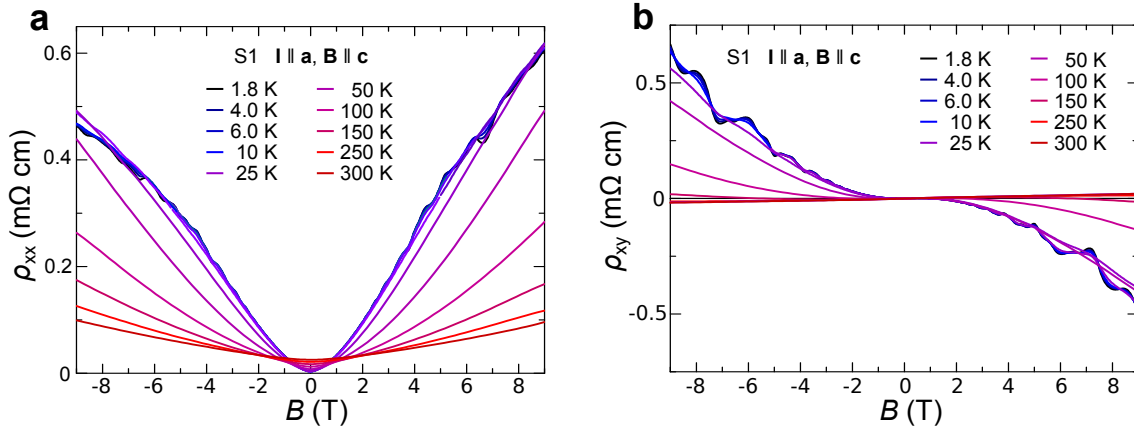 a
S1 I ∥ a, B ∥ c
1.8 K 50 K
4.0 K 100 K
6.0 K 150 K
10 K 250 K
25 K 300 K
ρxx (mΩ cm)
0.6
0.4
0.2
0
-8 -6 -4 -2 0 2 4 6 8
B (T)
b
S1 I ∥ a, B ∥ c
1.8 K 50 K
4.0 K 100 K
6.0 K 150 K
10 K 250 K
25 K 300 K
ρxy (mΩ cm)
0.5
0
-0.5
-8 -6 -4 -2 0 2 4 6 8
B (T)